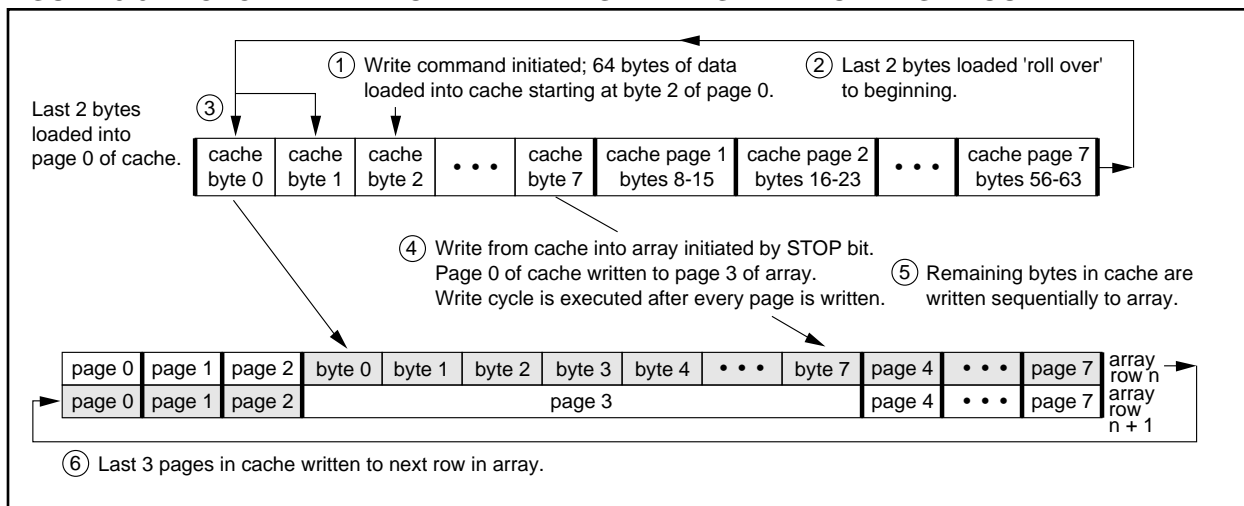 1 Write command initiated; 64 bytes of data
loaded into cache starting at byte 2 of page 0.
2 Last 2 bytes loaded 'roll over'
to beginning.
Last 2 bytes
loaded into
page 0 of cache.
3
cache byte 0
cache byte 1
cache byte 2
• • •
cache byte 7
cache page 1 bytes 8-15
cache page 2 bytes 16-23
• • •
cache page 7 bytes 56-63
4 Write from cache into array initiated by STOP bit.
Page 0 of cache written to page 3 of array.
Write cycle is executed after every page is written.
5 Remaining bytes in cache are
written sequentially to array.
page 0 page 1 page 2 byte 0 byte 1 byte 2 byte 3 byte 4 • • • byte 7 page 4 • • • page 7 array row n
page 0 page 1 page 2 page 3 page 4 • • • page 7 array row n + 1
6 Last 3 pages in cache written to next row in array.